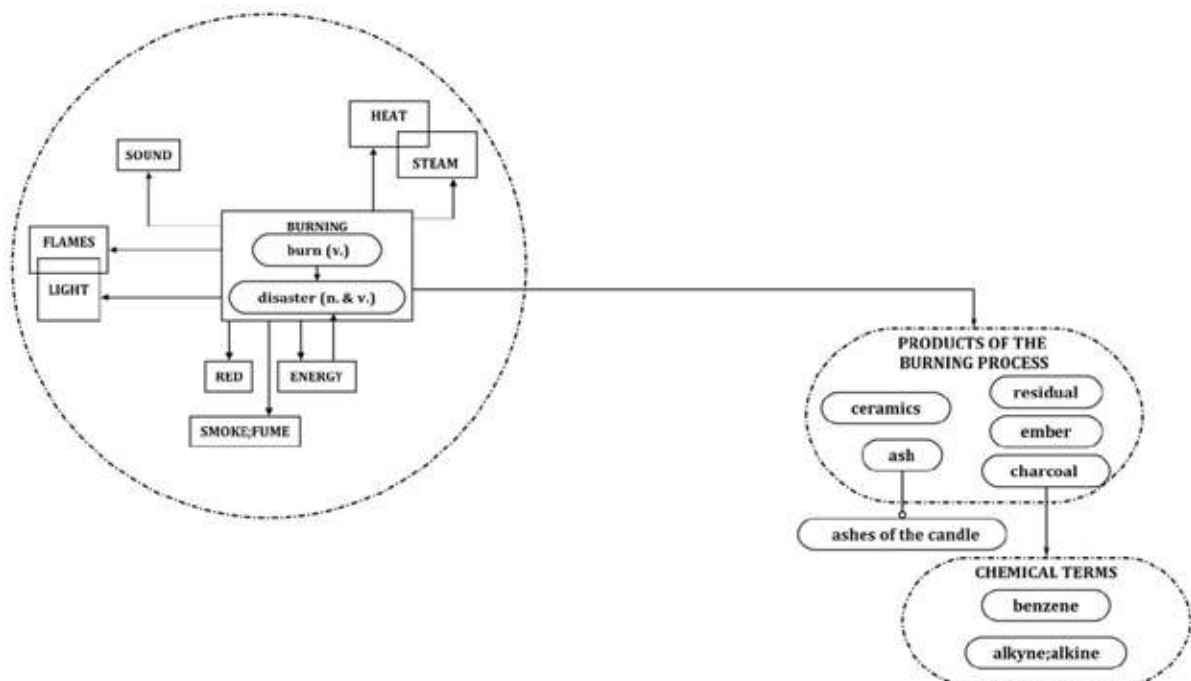 HEAT
STEAM
SOUND
BURNING
burn (v.)
disaster (n. & v.)
FLAMES
LIGHT
RED
ENERGY
SMOKE;FUME
PRODUCTS OF THE
BURNING PROCESS
ceramics
ash
residual
ember
charcoal
ashes of the candle
CHEMICAL TERMS
benzene
alkyne;alkine